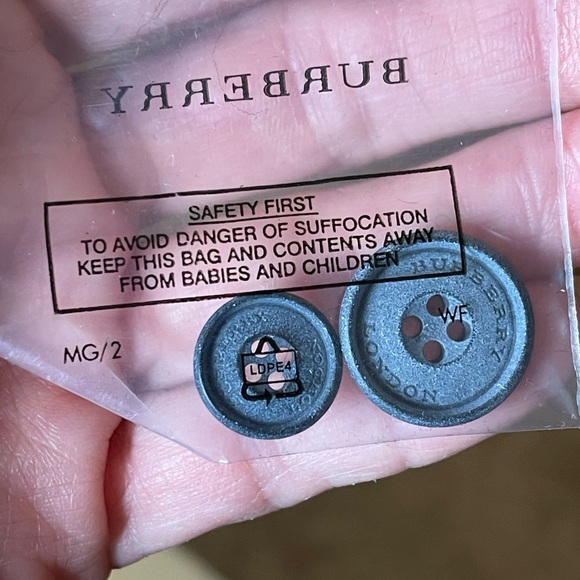 BURBERRY
SAFETY FIRST
TO AVOID DANGER OF SUFFOCATION
KEEP THIS BAG AND CONTENTS AWAY
FROM BABIES AND CHILDREN
MG/2
LDPE4
WF
BURBERRY
LONDON